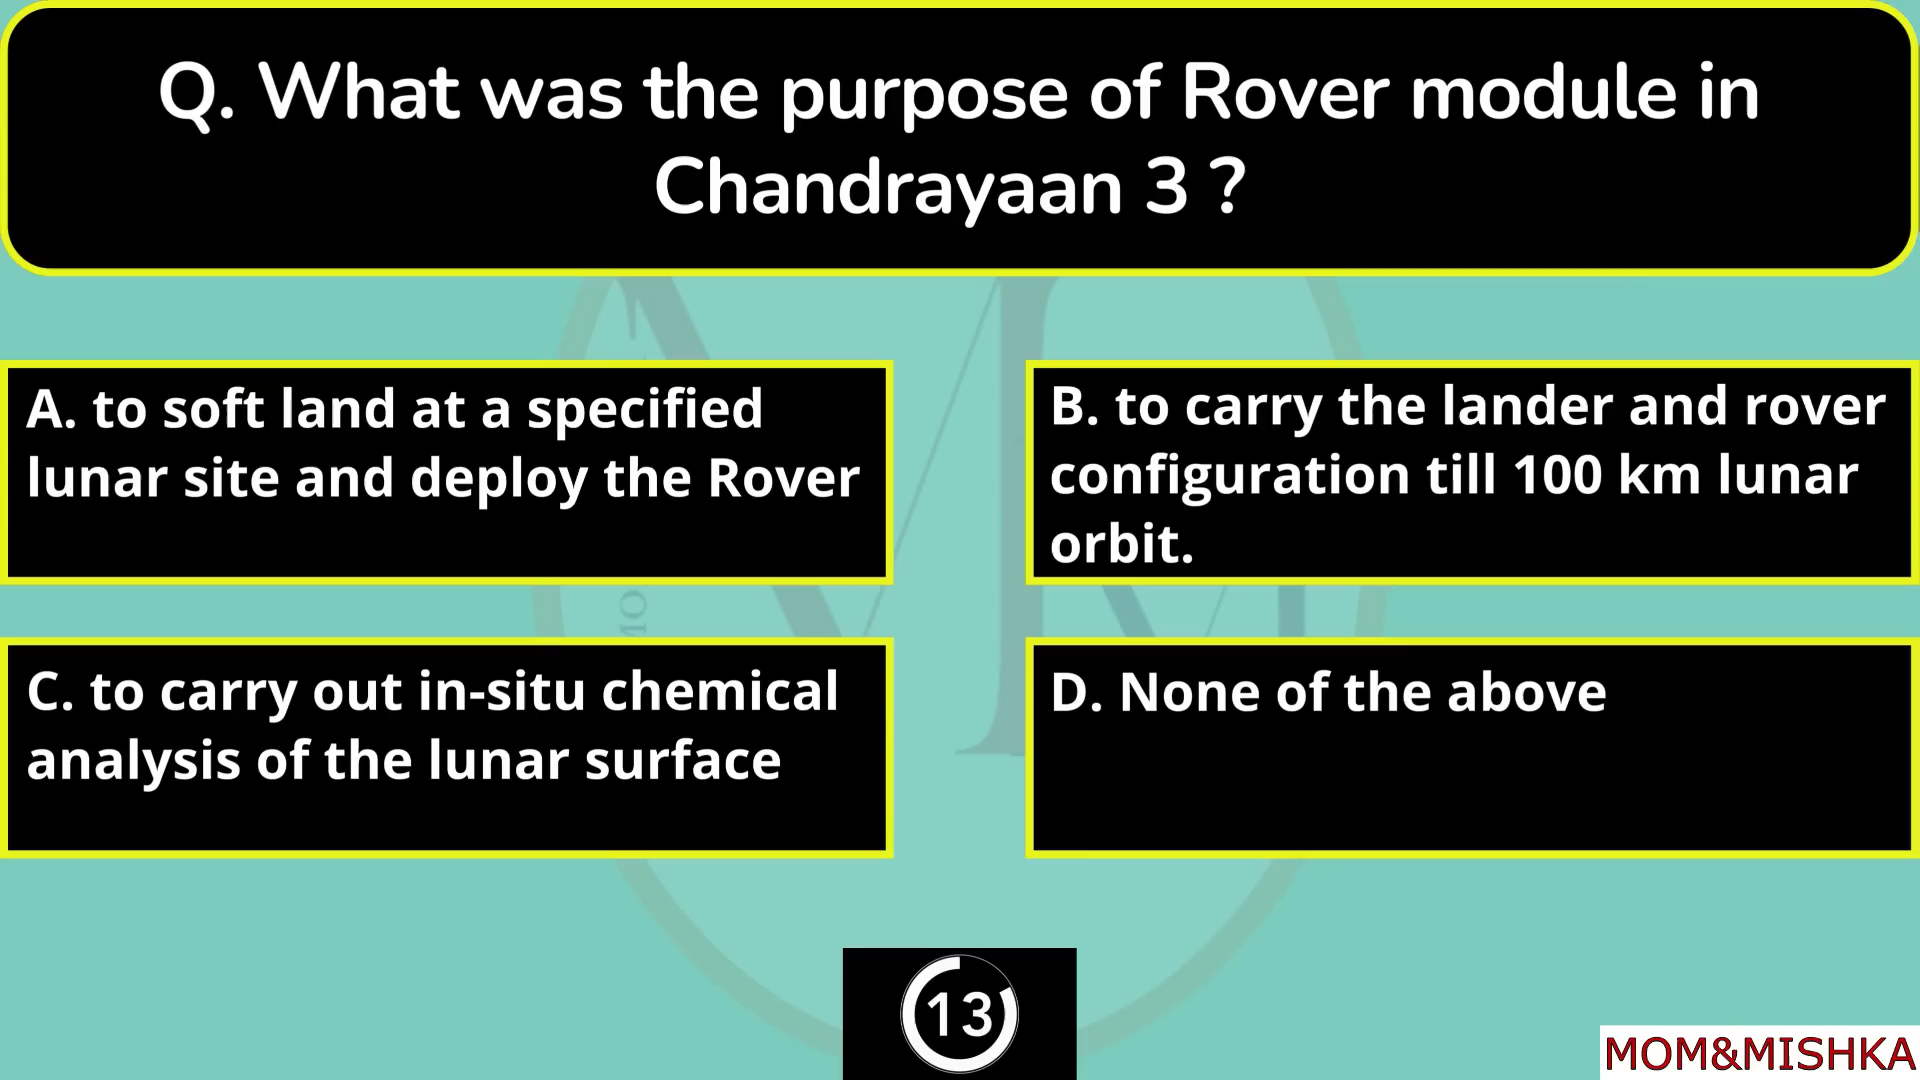 Q. What was the purpose of Rover module in
Chandrayaan 3 ?
A. to soft land at a specified
lunar site and deploy the Rover
B. to carry the lander and rover
configuration till 100 km lunar
orbit.
C. to carry out in-situ chemical
analysis of the lunar surface
D. None of the above
13
MOM&MISHKA